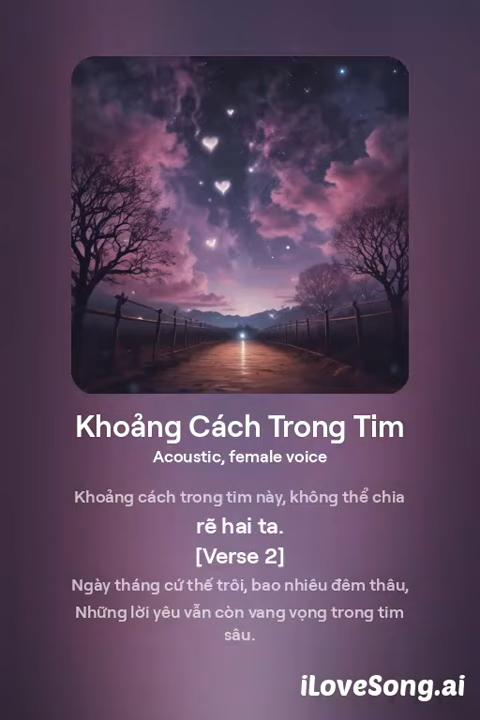 Khoảng Cách Trong Tim
Acoustic, female voice
Khoảng cách trong tim này, không thể chia
rẽ hai ta.
[Verse 2]
Ngày tháng cứ thế trôi, bao nhiêu đêm thâu,
Những lời yêu vẫn còn vang vọng trong tim
sâu.
iLoveSong.ai